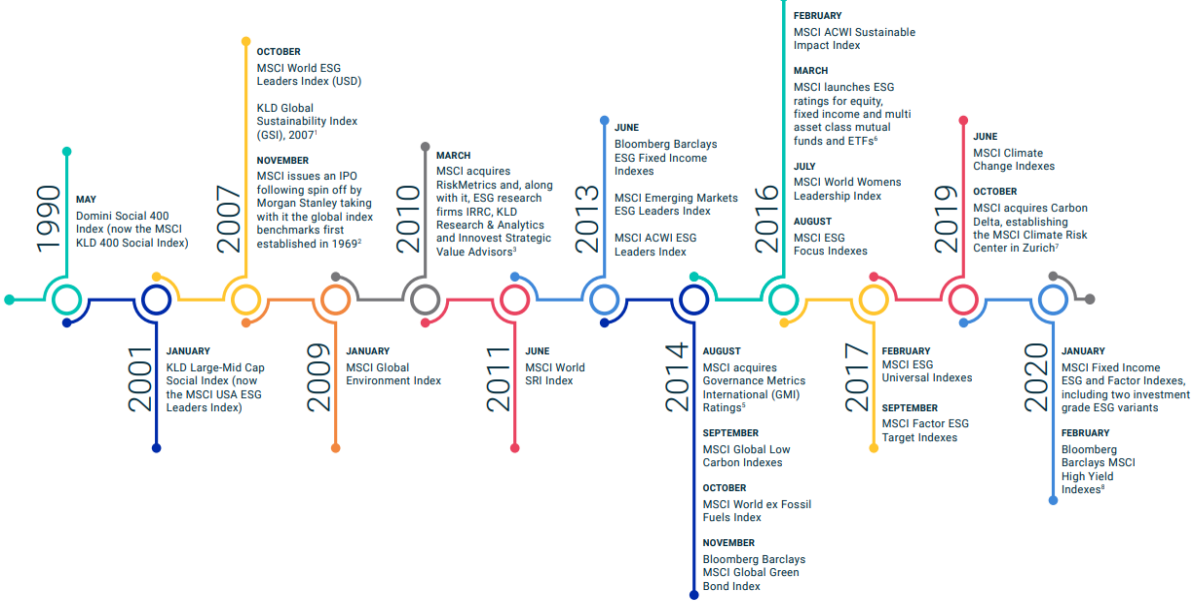 1990
MAY
Domini Social 400
Index (now the MSCI
KLD 400 Social Index)
2001
JANUARY
KLD Large-Mid Cap
Social Index (now
the MSCI USA ESG
Leaders Index)
2007
OCTOBER
MSCI World ESG
Leaders Index (USD)
KLD Global
Sustainability Index
(GSI), 2007¹
NOVEMBER
MSCI issues an IPO
following spin off by
Morgan Stanley taking
with it the global index
benchmarks first
established in 1969²
2009
JANUARY
MSCI Global
Environment Index
2010
MARCH
MSCI acquires
RiskMetrics and, along
with it, ESG research
firms IRRC, KLD
Research & Analytics
and Innovest Strategic
Value Advisors³
2011
JUNE
MSCI World
SRI Index
2013
JUNE
Bloomberg Barclays
ESG Fixed Income
Indexes
MSCI Emerging Markets
ESG Leaders Index
MSCI ACWI ESG
Leaders Index
2014
AUGUST
MSCI acquires
Governance Metrics
International (GMI)
Ratings⁵
SEPTEMBER
MSCI Global Low
Carbon Indexes
OCTOBER
MSCI World ex Fossil
Fuels Index
NOVEMBER
Bloomberg Barclays
MSCI Global Green
Bond Index
2016
FEBRUARY
MSCI ACWI Sustainable
Impact Index
MARCH
MSCI launches ESG
ratings for equity,
fixed income and multi
asset class mutual
funds and ETFs⁶
JULY
MSCI World Womens
Leadership Index
AUGUST
MSCI ESG
Focus Indexes
2017
FEBRUARY
MSCI ESG
Universal Indexes
SEPTEMBER
MSCI Factor ESG
Target Indexes
2019
JUNE
MSCI Climate
Change Indexes
OCTOBER
MSCI acquires Carbon
Delta, establishing
the MSCI Climate Risk
Center in Zurich⁷
2020
JANUARY
MSCI Fixed Income
ESG and Factor Indexes,
including two investment
grade ESG variants
FEBRUARY
Bloomberg
Barclays MSCI
High Yield
Indexes⁸